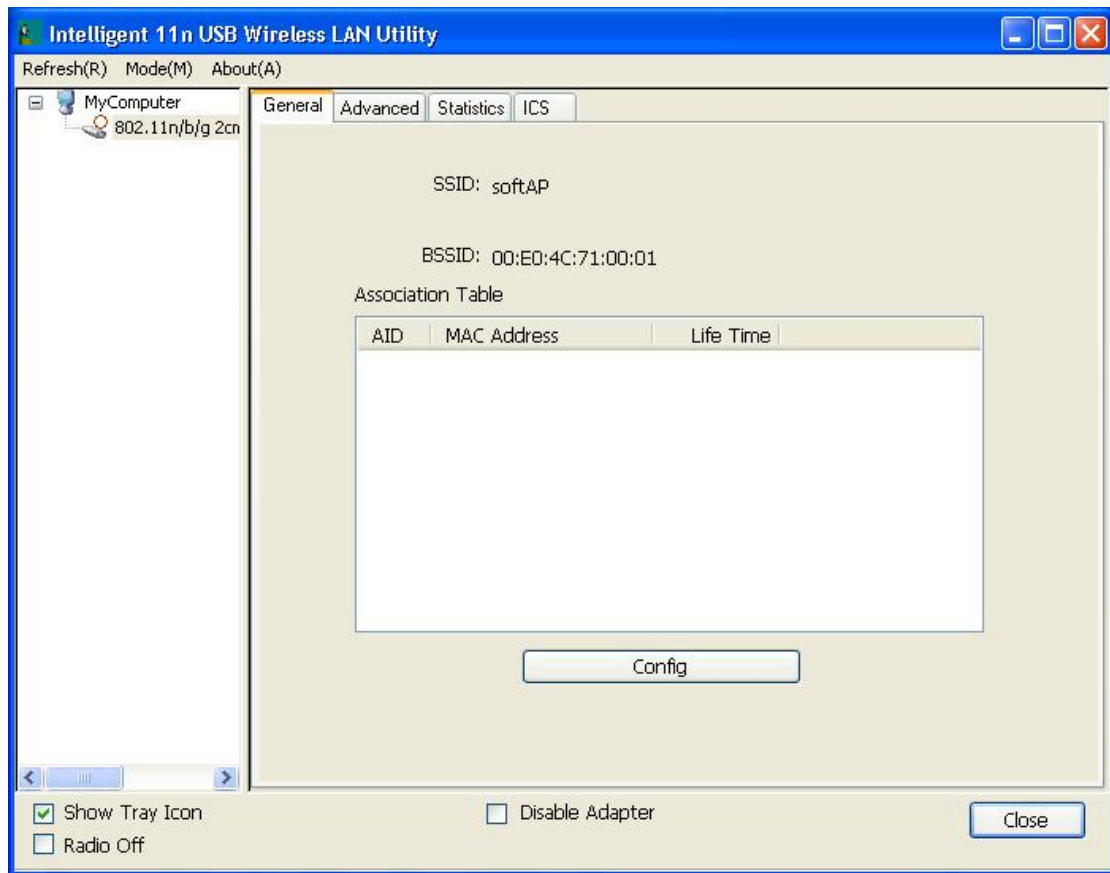 Intelligent 11n USB Wireless LAN Utility
Refresh(R) Mode(M) About(A)
MyComputer
802.11n/b/g 2cm
General Advanced Statistics ICS
SSID: softAP
BSSID: 00:E0:4C:71:00:01
Association Table
AID MAC Address Life Time
Config
Show Tray Icon
Radio Off
Disable Adapter
Close